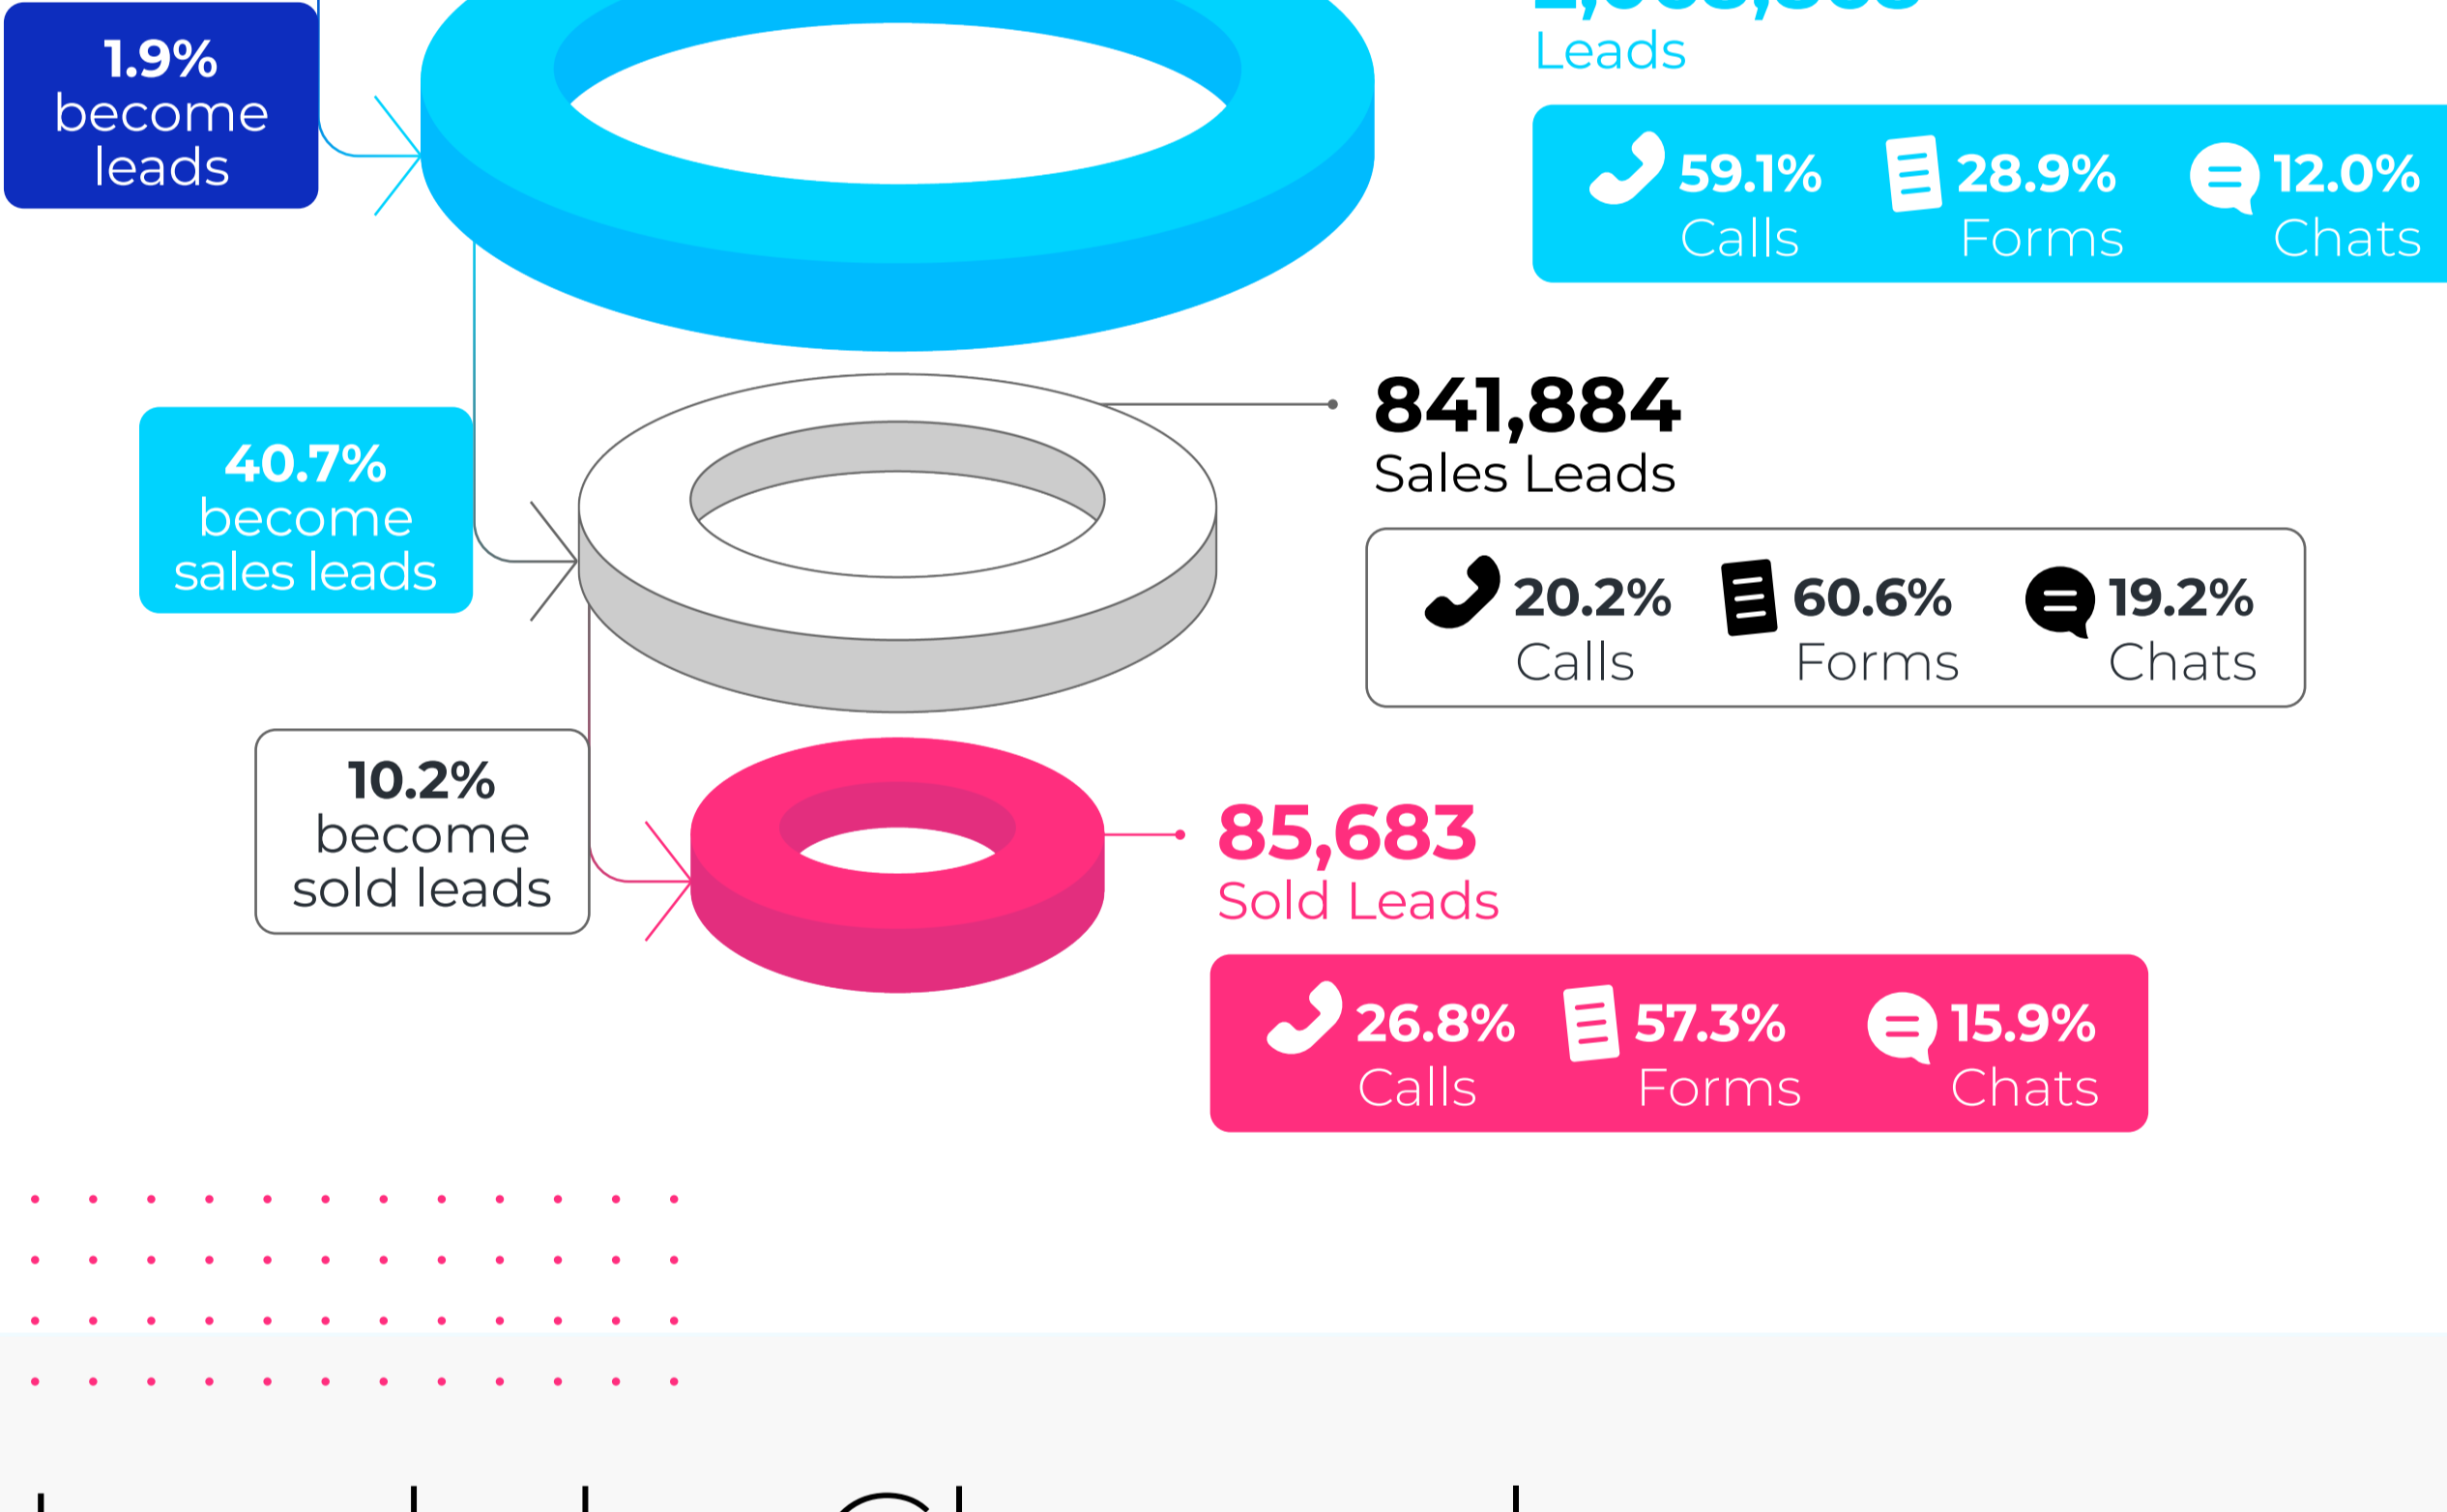 1.9%
become
leads
Leads
59.1%
Calls
28.9%
Forms
12.0%
Chats
841,884
Sales Leads
40.7%
become
sales leads
20.2%
Calls
60.6%
Forms
19.2%
Chats
10.2%
become
sold leads
85,683
Sold Leads
26.8%
Calls
57.3%
Forms
15.9%
Chats